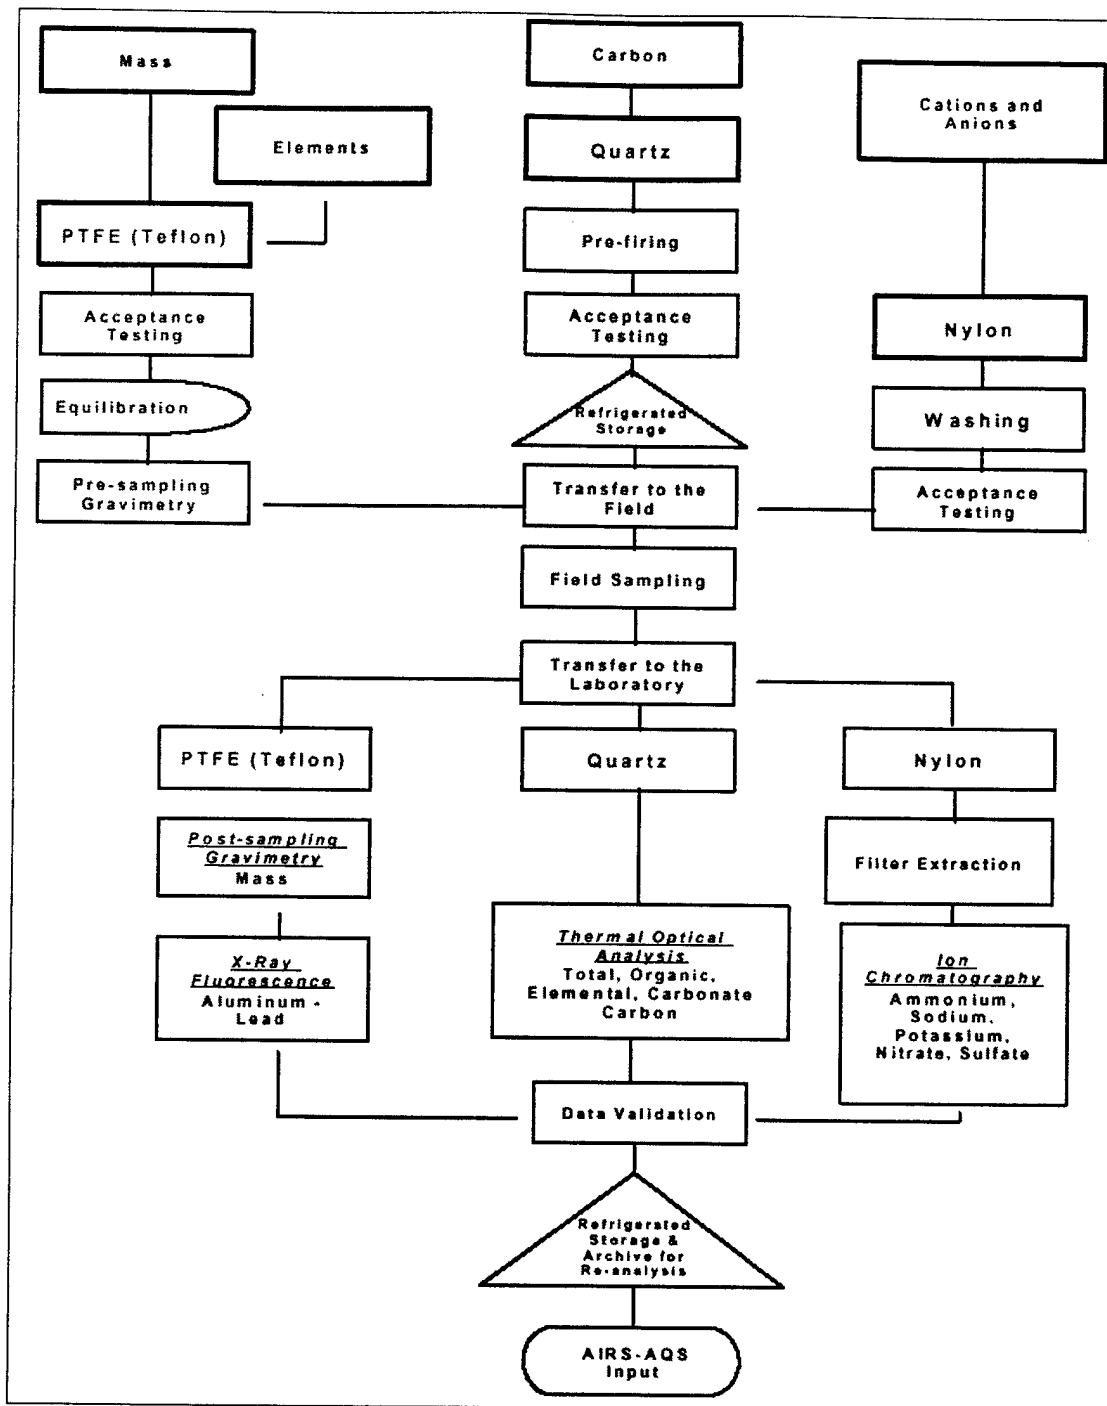 Mass
Carbon
Cations and
Anions
Elements
Quartz
PTFE (Teflon)
Pre-firing
Acceptance
Testing
Acceptance
Testing
Nylon
Equilibration
Refrigerated
Storage
Washing
Pre-sampling
Gravimetry
Transfer to the
Field
Acceptance
Testing
Field Sampling
Transfer to the
Laboratory
PTFE (Teflon)
Quartz
Nylon
Post-sampling
Gravimetry
Mass
Filter Extraction
X-Ray
Fluorescence
Aluminum -
Lead
Thermal Optical
Analysis
Total, Organic,
Elemental, Carbonate
Carbon
Ion
Chromatography
Ammonium,
Sodium,
Potassium,
Nitrate, Sulfate
Data Validation
Refrigerated
Storage &
Archive for
Re-analysis
AIRS-AQS
Input